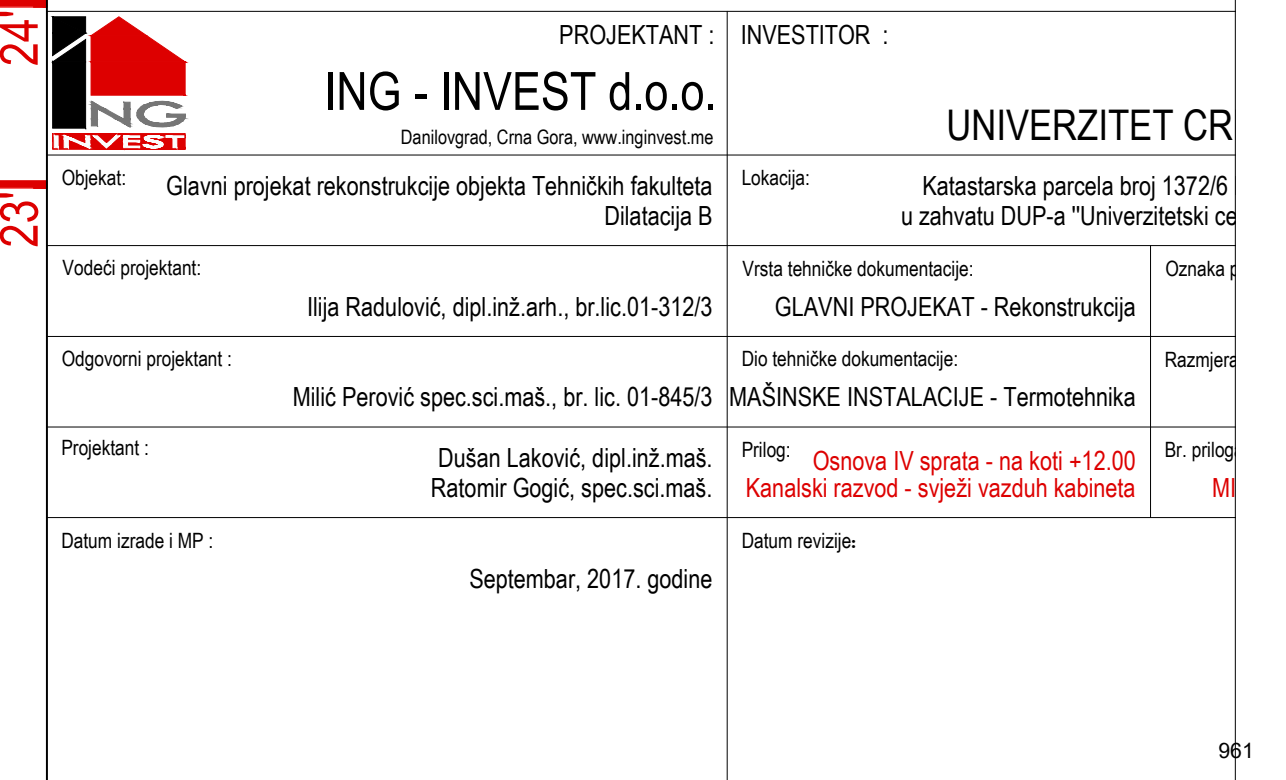 24'
23'
NG
INVEST
PROJEKTANT :
ING - INVEST d.o.o.
Danilovgrad, Crna Gora, www.inginvest.me
INVESTITOR :
UNIVERZITET CR
Objekat:
Glavni projekat rekonstrukcije objekta Tehničkih fakulteta
Dilatacija B
Lokacija:
Katastarska parcela broj 1372/6
u zahvatu DUP-a "Univerzitetski ce
Vodeći projektant:
Ilija Radulović, dipl.inž.arh., br.lic.01-312/3
Vrsta tehničke dokumentacije:
GLAVNI PROJEKAT - Rekonstrukcija
Oznaka p
Odgovorni projektant :
Milić Perović spec.sci.maš., br. lic. 01-845/3
Dio tehničke dokumentacije:
MAŠINSKE INSTALACIJE - Termotehnika
Razmjera
Projektant :
Dušan Laković, dipl.inž.maš.
Ratomir Gogić, spec.sci.maš.
Prilog:
Osnova IV sprata - na koti +12.00
Kanalski razvod - svježi vazduh kabineta
Br. priloga
MI
Datum izrade i MP :
Septembar, 2017. godine
Datum revizije:
961